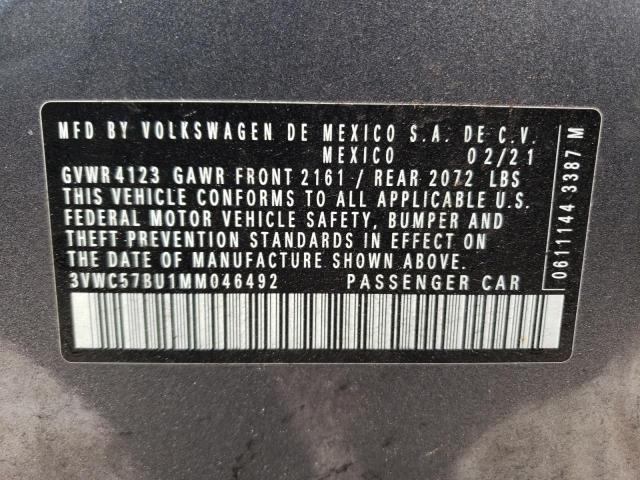 MFD BY VOLKSWAGEN DE MEXICO S.A. DE C.V.
MEXICO 02/21
GVWR 4123 GAWR FRONT 2161 / REAR 2072 LBS
THIS VEHICLE CONFORMS TO ALL APPLICABLE U.S.
FEDERAL MOTOR VEHICLE SAFETY, BUMPER AND
THEFT PREVENTION STANDARDS IN EFFECT ON
THE DATE OF MANUFACTURE SHOWN ABOVE.
3VWC57BU1MM046492 PASSENGER CAR
0611144 3387 M